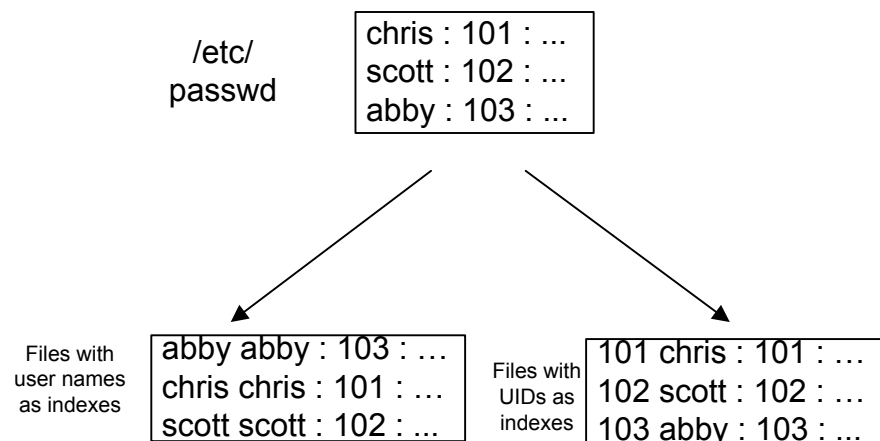 /etc/
passwd
chris : 101 : ...
scott : 102 : ...
abby : 103 : ...
Files with
user names
as indexes
abby abby : 103 : …
chris chris : 101 : ...
scott scott : 102 : ...
Files with
UIDs as
indexes
101 chris : 101 : …
102 scott : 102 : ...
103 abby : 103 : ...